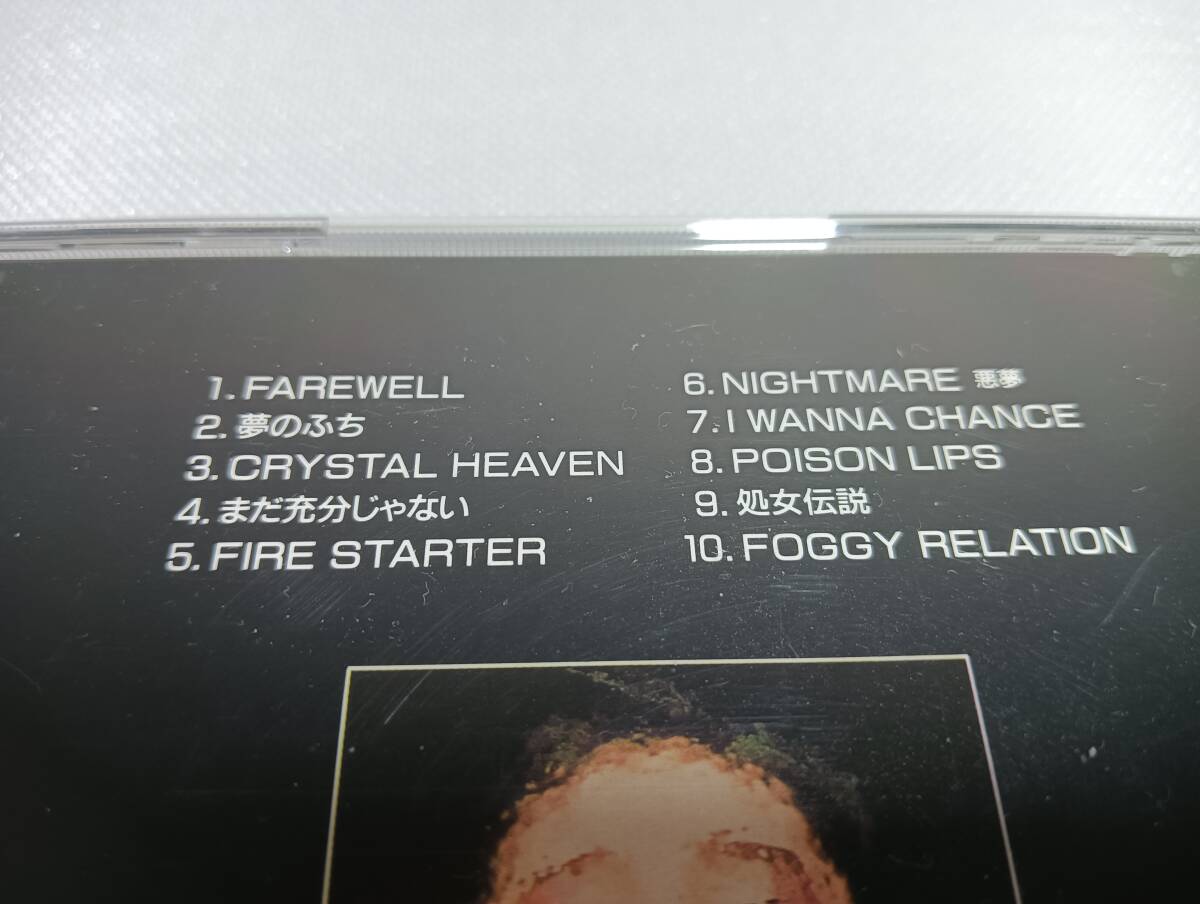 1. FAREWELL
2. 夢のふち
3. CRYSTAL HEAVEN
4. まだ充分じゃない
5. FIRE STARTER
6. NIGHTMARE 悪夢
7. I WANNA CHANCE
8. POISON LIPS
9. 処女伝説
10. FOGGY RELATION